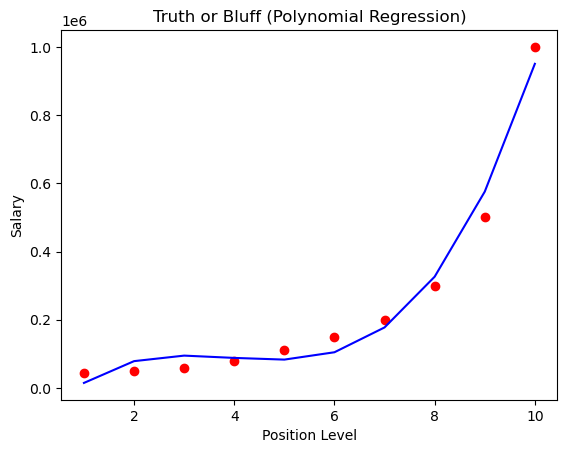 Truth or Bluff (Polynomial Regression)
1e6
1.0
0.8
0.6
0.4
0.2
0.0
Salary
2 4 6 8 10
Position Level